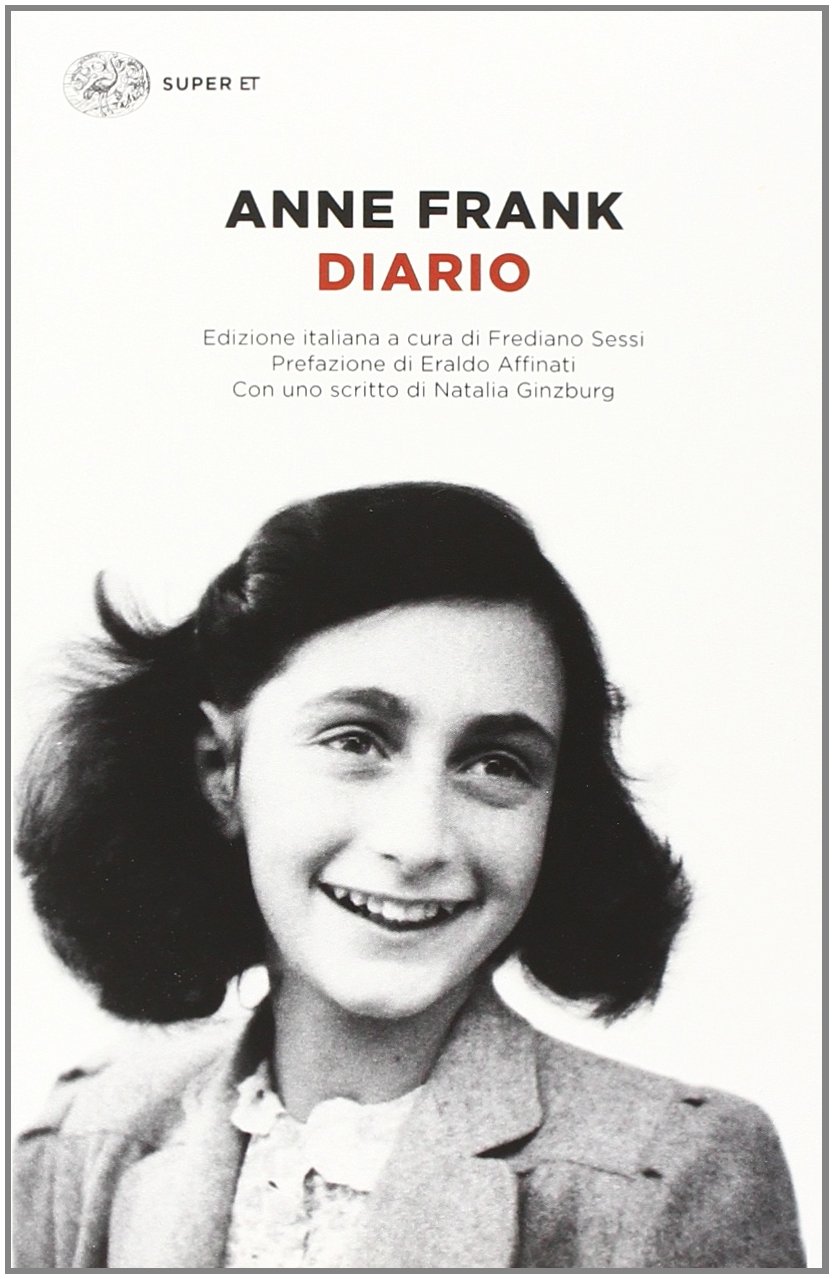 SUPER ET
ANNE FRANK
DIARIO
Edizione italiana a cura di Frediano Sessi
Prefazione di Eraldo Affinati
Con uno scritto di Natalia Ginzburg